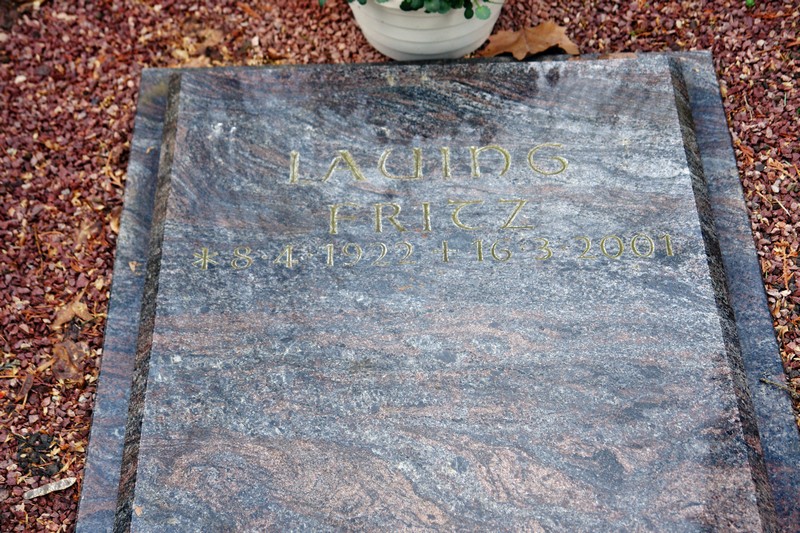 LAUING
FRITZ
* 8·4·1922 + 16·3·2001